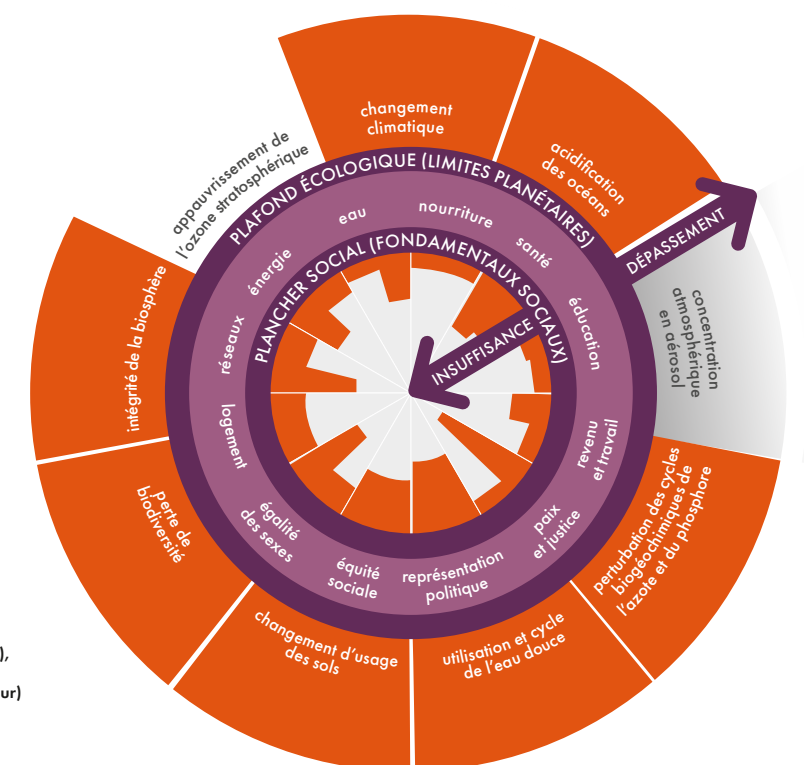 changement
climatique
acidification
des océans
DÉPASSEMENT
concentration
atmosphérique
en aérosol
perturbation des cycles
biogéochimiques de
l'azote et du phosphore
utilisation et cycle
de l'eau douce
changement d'usage
des sols
perte de
biodiversité
intégrité de la biosphère
appauvrissement de
l'ozone stratosphérique
PLAFOND ÉCOLOGIQUE (LIMITES PLANÉTAIRES)
eau
nourriture
santé
éducation
revenu
et travail
paix
et justice
représentation
politique
équité
sociale
égalité
des sexes
logement
réseaux
énergie
PLANCHER SOCIAL (FONDAMENTAUX SOCIAUX)
INSUFFISANCE
),
ur)